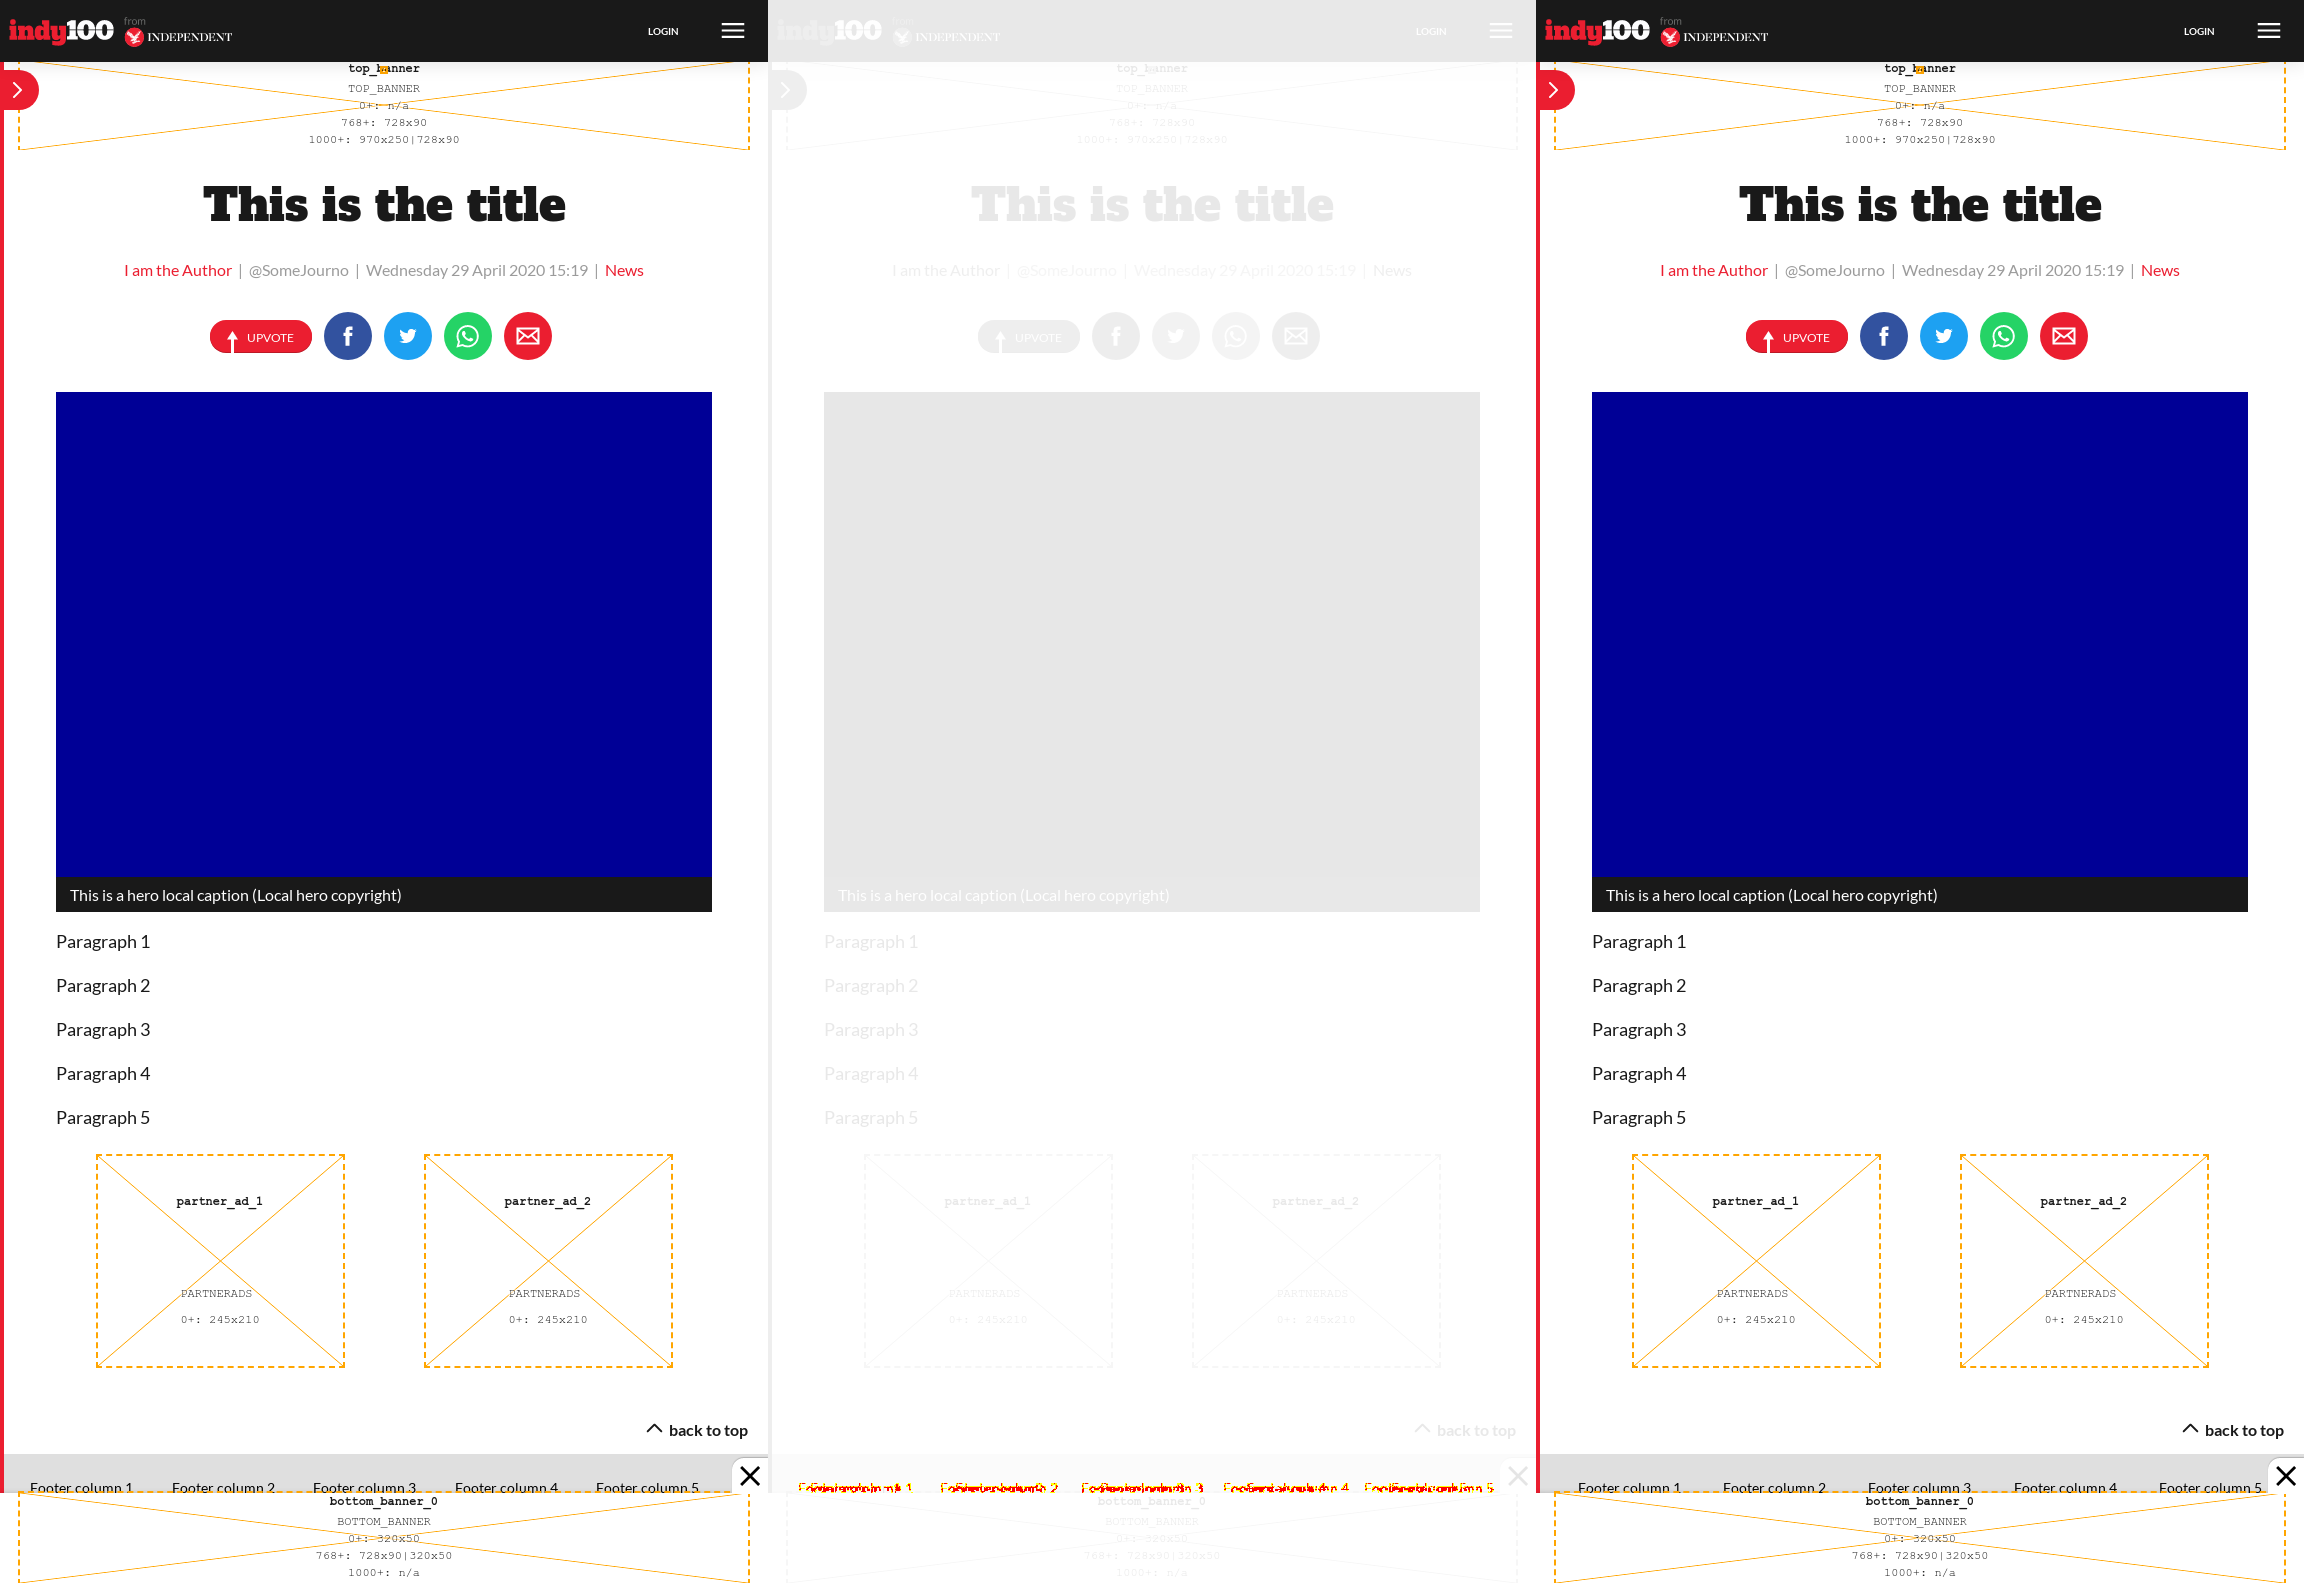 indy100 from INDEPENDENT LOGIN
top_banner
TOP_BANNER
0+: n/a
768+: 728x90
1000+: 970x250|728x90
This is the title
I am the Author | @SomeJourno | Wednesday 29 April 2020 15:19 | News
UPVOTE
This is a hero local caption (Local hero copyright)
Paragraph 1
Paragraph 2
Paragraph 3
Paragraph 4
Paragraph 5
partner_ad_1 partner_ad_2
PARTNERADS PARTNERADS
0+: 245x210 0+: 245x210
back to top
Footer column 1 Footer column 2 Footer column 3 Footer column 4 Footer column 5
bottom_banner_0
BOTTOM_BANNER
0+: 320x50
768+: 728x90|320x50
1000+: n/a
indy100 from INDEPENDENT LOGIN
top_banner
TOP_BANNER
0+: n/a
768+: 728x90
1000+: 970x250|728x90
This is the title
I am the Author | @SomeJourno | Wednesday 29 April 2020 15:19 | News
UPVOTE
This is a hero local caption (Local hero copyright)
Paragraph 1
Paragraph 2
Paragraph 3
Paragraph 4
Paragraph 5
partner_ad_1 partner_ad_2
PARTNERADS PARTNERADS
0+: 245x210 0+: 245x210
back to top
bottom_banner_0
BOTTOM_BANNER
0+: 320x50
768+: 728x90|320x50
1000+: n/a
indy100 from INDEPENDENT LOGIN
top_banner
TOP_BANNER
0+: n/a
768+: 728x90
1000+: 970x250|728x90
This is the title
I am the Author | @SomeJourno | Wednesday 29 April 2020 15:19 | News
UPVOTE
This is a hero local caption (Local hero copyright)
Paragraph 1
Paragraph 2
Paragraph 3
Paragraph 4
Paragraph 5
partner_ad_1 partner_ad_2
PARTNERADS PARTNERADS
0+: 245x210 0+: 245x210
back to top
Footer column 1 Footer column 2 Footer column 3 Footer column 4 Footer column 5
bottom_banner_0
BOTTOM_BANNER
0+: 320x50
768+: 728x90|320x50
1000+: n/a